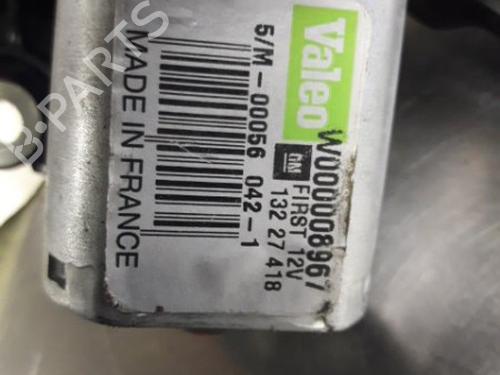 Valeo
W000008967
GM
FIRST 12V
132 27 418
5/M-00056 042-1
MADE IN FRANCE
B-PARTS